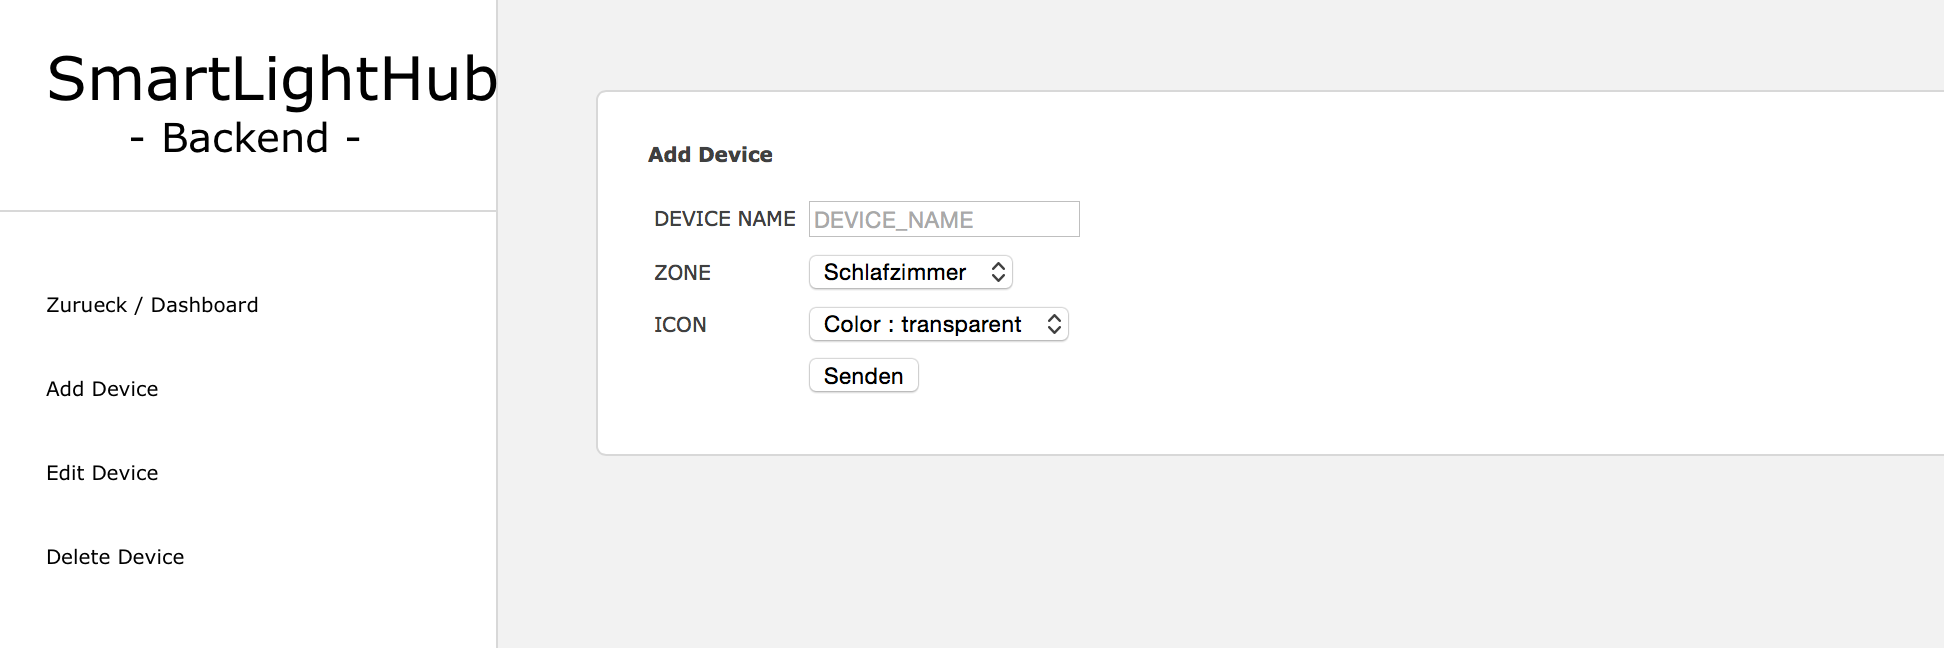 SmartLightHub
- Backend -
Zurueck / Dashboard
Add Device
Edit Device
Delete Device
Add Device
DEVICE NAME DEVICE_NAME
ZONE Schlafzimmer
ICON Color : transparent
Senden